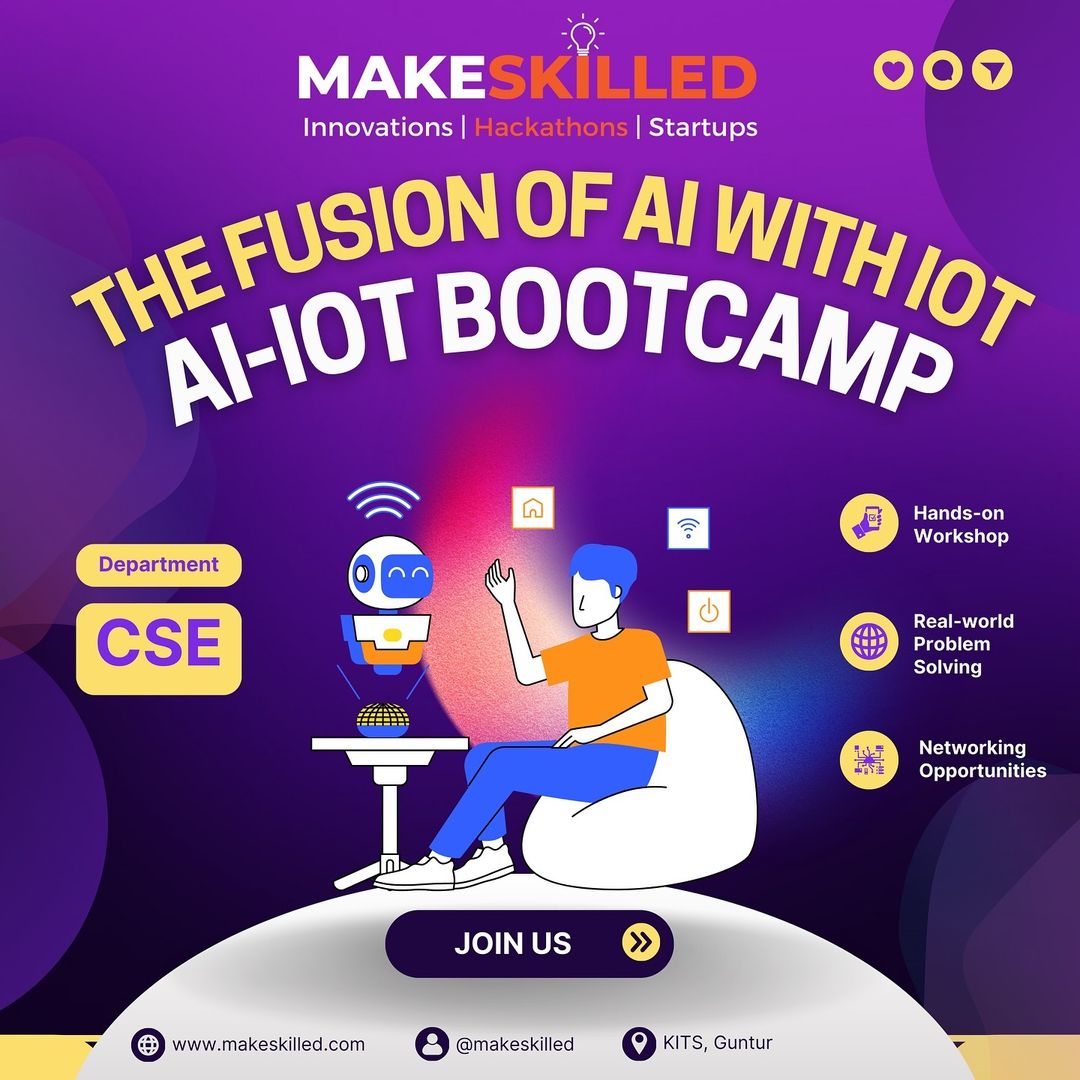 MAKESKILLED
Innovations | Hackathons | Startups
THE FUSION OF AI WITH IOT
AI-IOT BOOTCAMP
Department
CSE
Hands-on
Workshop
Real-world
Problem
Solving
Networking
Opportunities
JOIN US
www.makeskilled.com
@makeskilled
KITS, Guntur